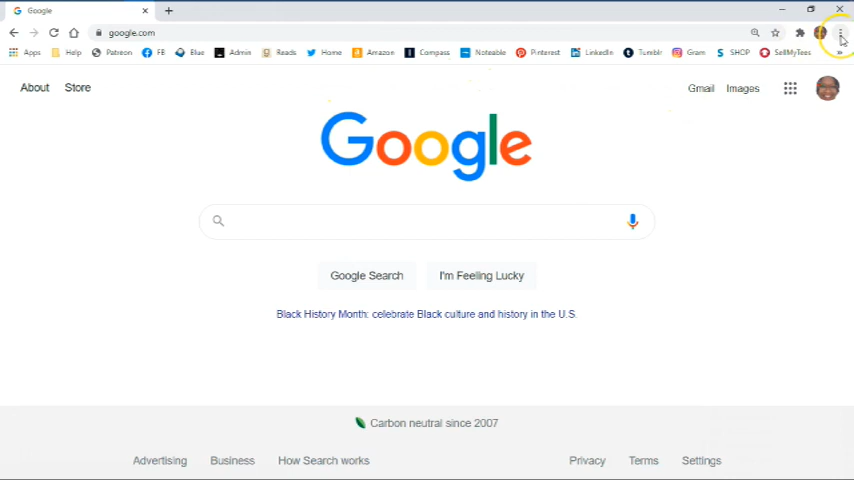 Google
google.com
Apps Help Patreon FB Blue Admin Reads Home Amazon Compass Noteable Pinterest LinkedIn Tumblr Gram SHOP SellMyTees »
About Store Gmail Images
Google
Google Search I'm Feeling Lucky
Black History Month: celebrate Black culture and history in the U.S.
Carbon neutral since 2007
Advertising Business How Search works Privacy Terms Settings